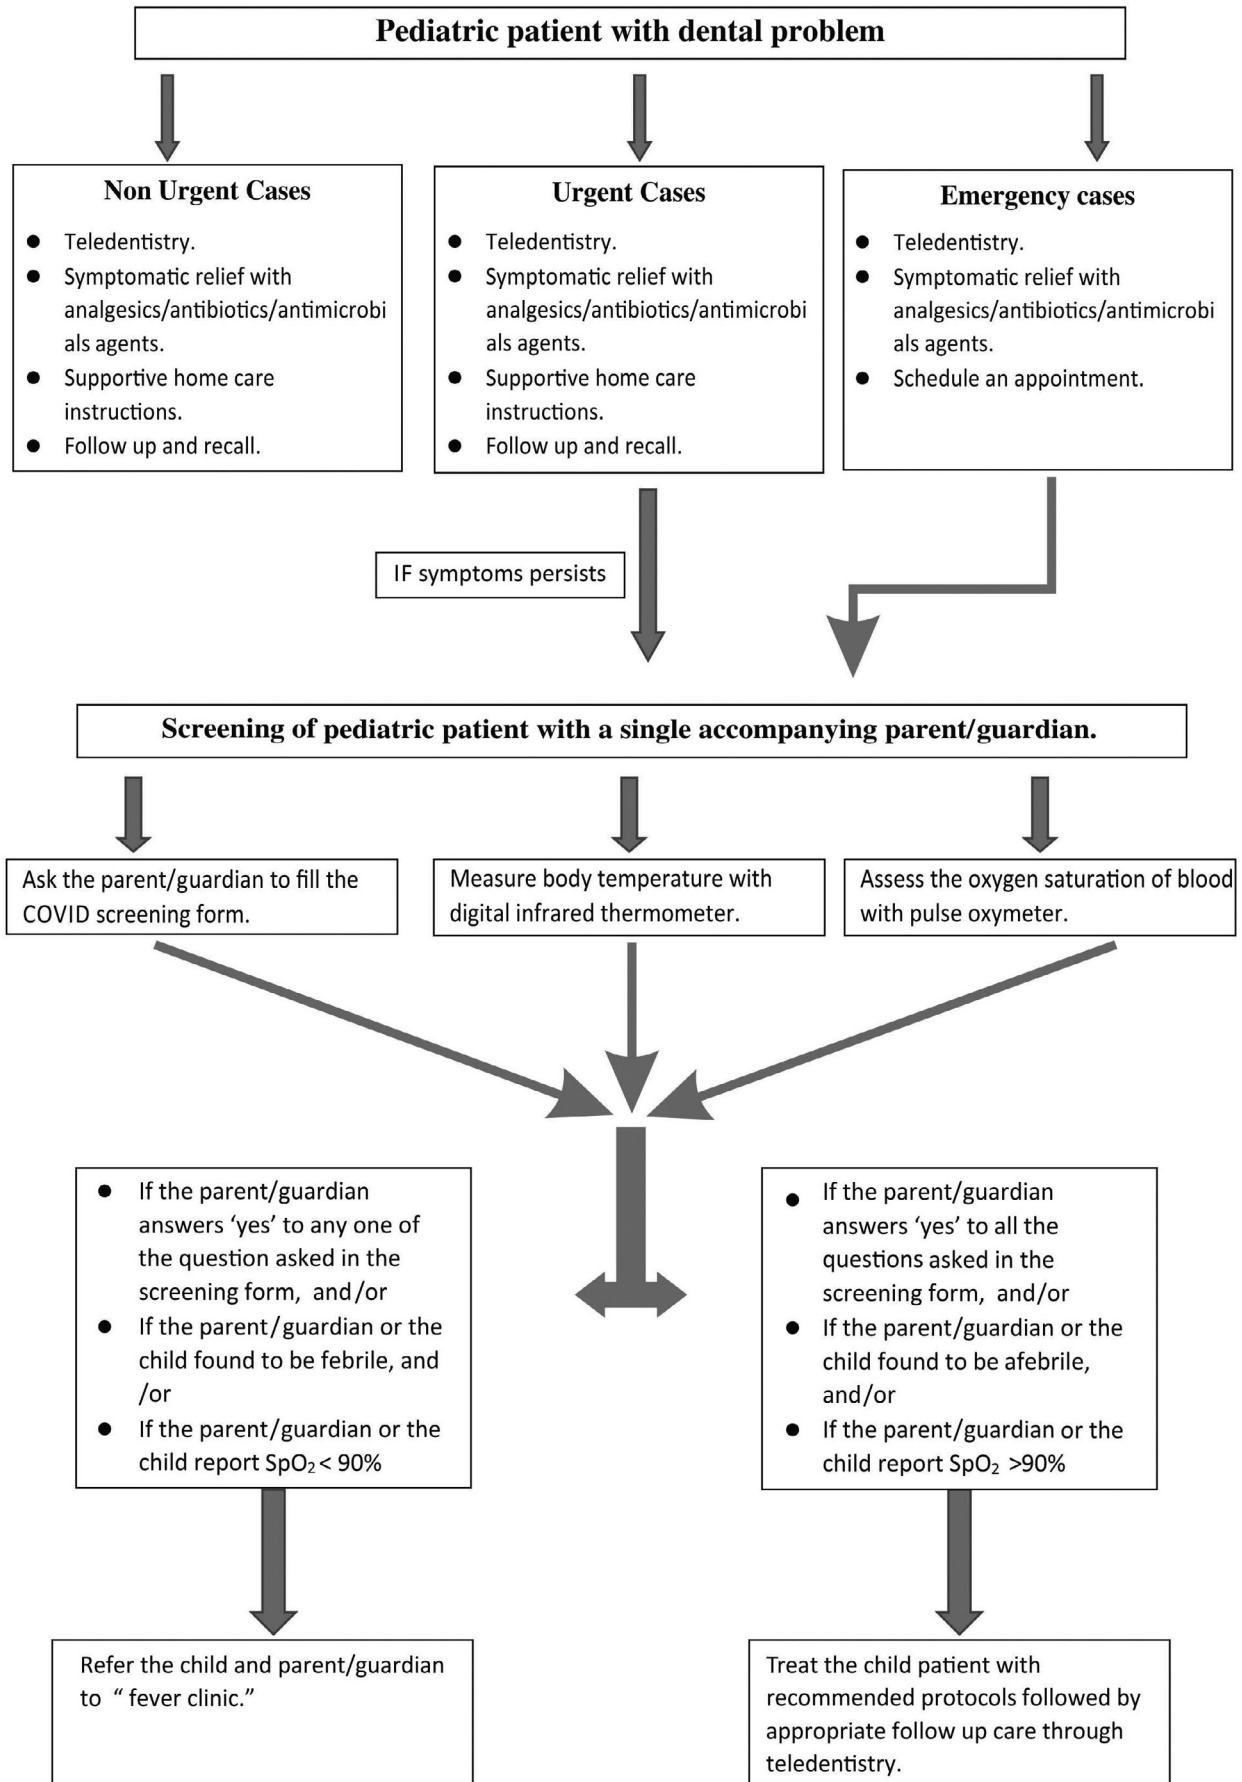 Pediatric patient with dental problem
Non Urgent Cases
● Teledentistry.
● Symptomatic relief with
analgesics/antibiotics/antimicrobi
als agents.
● Supportive home care
instructions.
● Follow up and recall.
Urgent Cases
● Teledentistry.
● Symptomatic relief with
analgesics/antibiotics/antimicrobi
als agents.
● Supportive home care
instructions.
● Follow up and recall.
Emergency cases
● Teledentistry.
● Symptomatic relief with
analgesics/antibiotics/antimicrobi
als agents.
● Schedule an appointment.
IF symptoms persists
Screening of pediatric patient with a single accompanying parent/guardian.
Ask the parent/guardian to fill the
COVID screening form.
Measure body temperature with
digital infrared thermometer.
Assess the oxygen saturation of blood
with pulse oxymeter.
● If the parent/guardian
answers ‘yes’ to any one of
the question asked in the
screening form, and/or
● If the parent/guardian or the
child found to be febrile, and
/or
● If the parent/guardian or the
child report SpO₂ < 90%
● If the parent/guardian
answers ‘yes’ to all the
questions asked in the
screening form, and/or
● If the parent/guardian or the
child found to be afebrile,
and/or
● If the parent/guardian or the
child report SpO₂ >90%
Refer the child and parent/guardian
to “ fever clinic.”
Treat the child patient with
recommended protocols followed by
appropriate follow up care through
teledentistry.